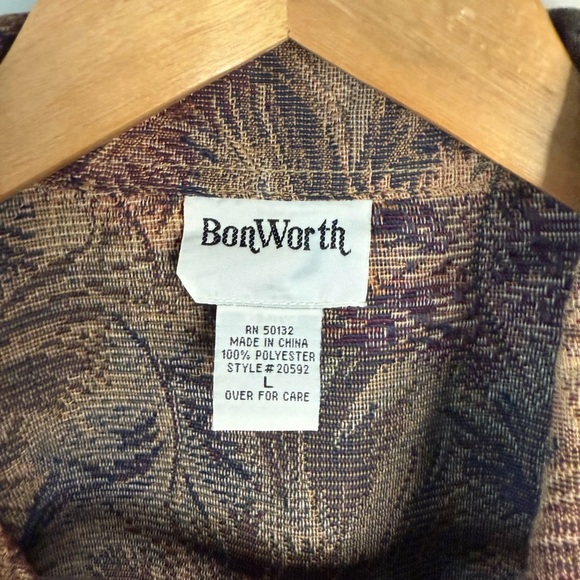 BonWorth
RN 50132
MADE IN CHINA
100% POLYESTER
STYLE# 20592
L
OVER FOR CARE